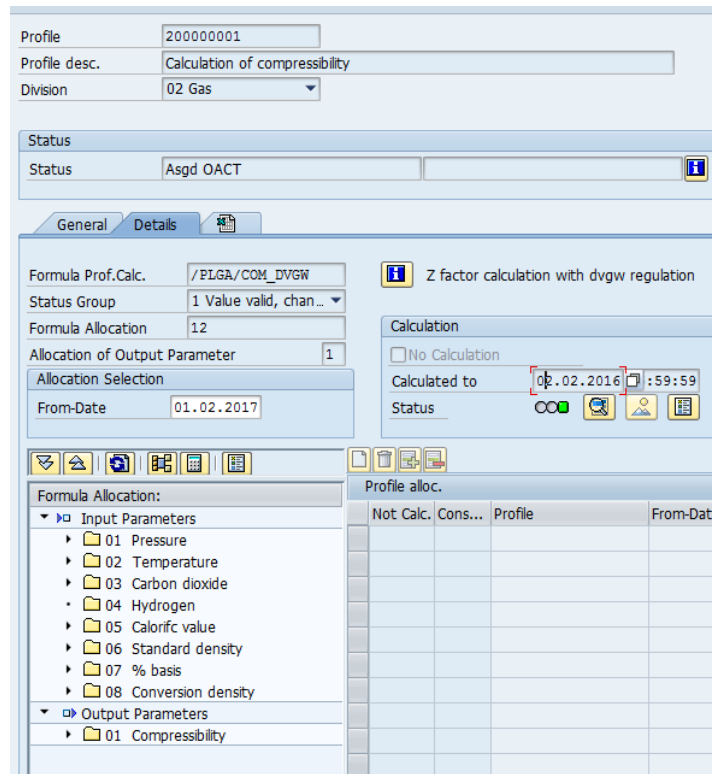 Profile 200000001
Profile desc. Calculation of compressibility
Division 02 Gas
Status
Status Asgd OACT
General Details
Formula Prof.Calc. /PLGA/COM_DVGW Z factor calculation with dvgw regulation
Status Group 1 Value valid, chan...
Formula Allocation 12 Calculation
Allocation of Output Parameter 1 No Calculation
Allocation Selection Calculated to 02.02.2016 :59:59
From-Date 01.02.2017 Status
Profile alloc.
Formula Allocation: Not Calc. Cons... Profile From-Dat
Input Parameters
01 Pressure
02 Temperature
03 Carbon dioxide
04 Hydrogen
05 Calorifc value
06 Standard density
07 % basis
08 Conversion density
Output Parameters
01 Compressibility